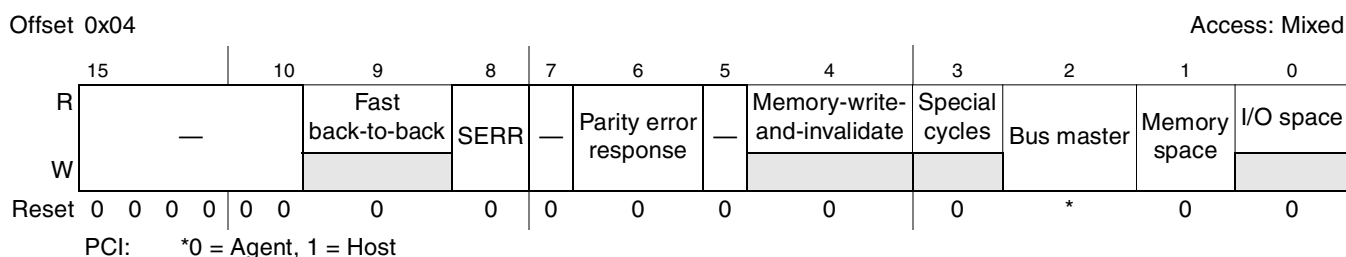 Offset 0x04 Access: Mixed
15 10 9 8 7 6 5 4 3 2 1 0
R Fast Memory-write- Special I/O space
back-to-back SERR — Parity error — and-invalidate cycles Bus master Memory
— response space
W
Reset 0 0 0 0 0 0 0 0 0 0 0 0 0 * 0 0
PCI: *0 = Agent, 1 = Host